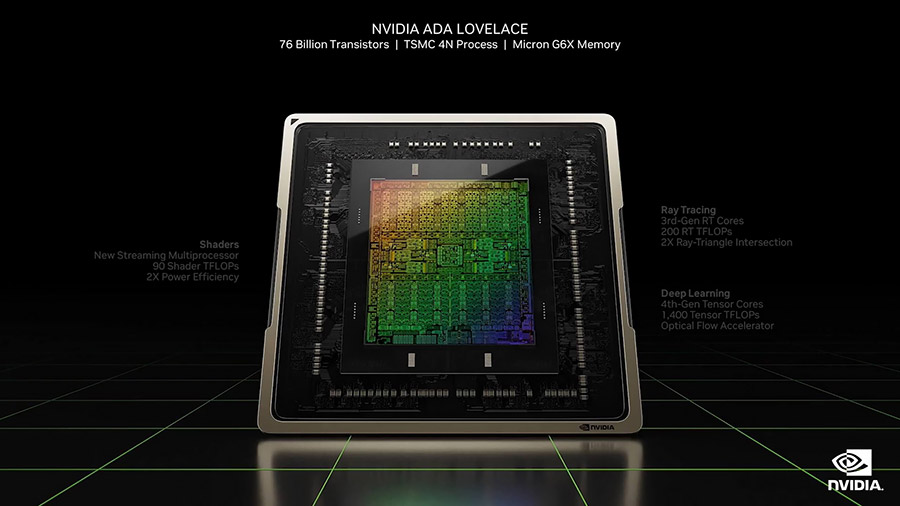 NVIDIA ADA LOVELACE
76 Billion Transistors | TSMC 4N Process | Micron G6X Memory
Shaders
New Streaming Multiprocessor
90 Shader TFLOPs
2X Power Efficiency
Ray Tracing
3rd-Gen RT Cores
200 RT TFLOPs
2X Ray-Triangle Intersection
Deep Learning
4th-Gen Tensor Cores
1,400 Tensor TFLOPs
Optical Flow Accelerator
NVIDIA
NVIDIA.